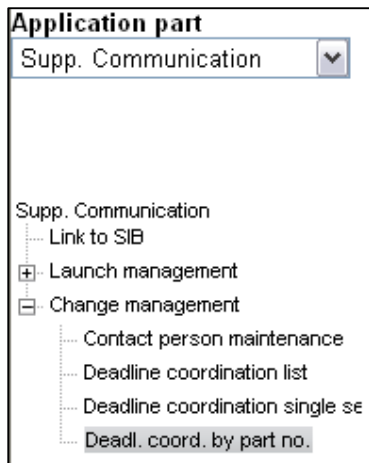 Application part
Supp. Communication
Supp. Communication
Link to SIB
Launch management
Change management
Contact person maintenance
Deadline coordination list
Deadline coordination single se
Deadl. coord. by part no.